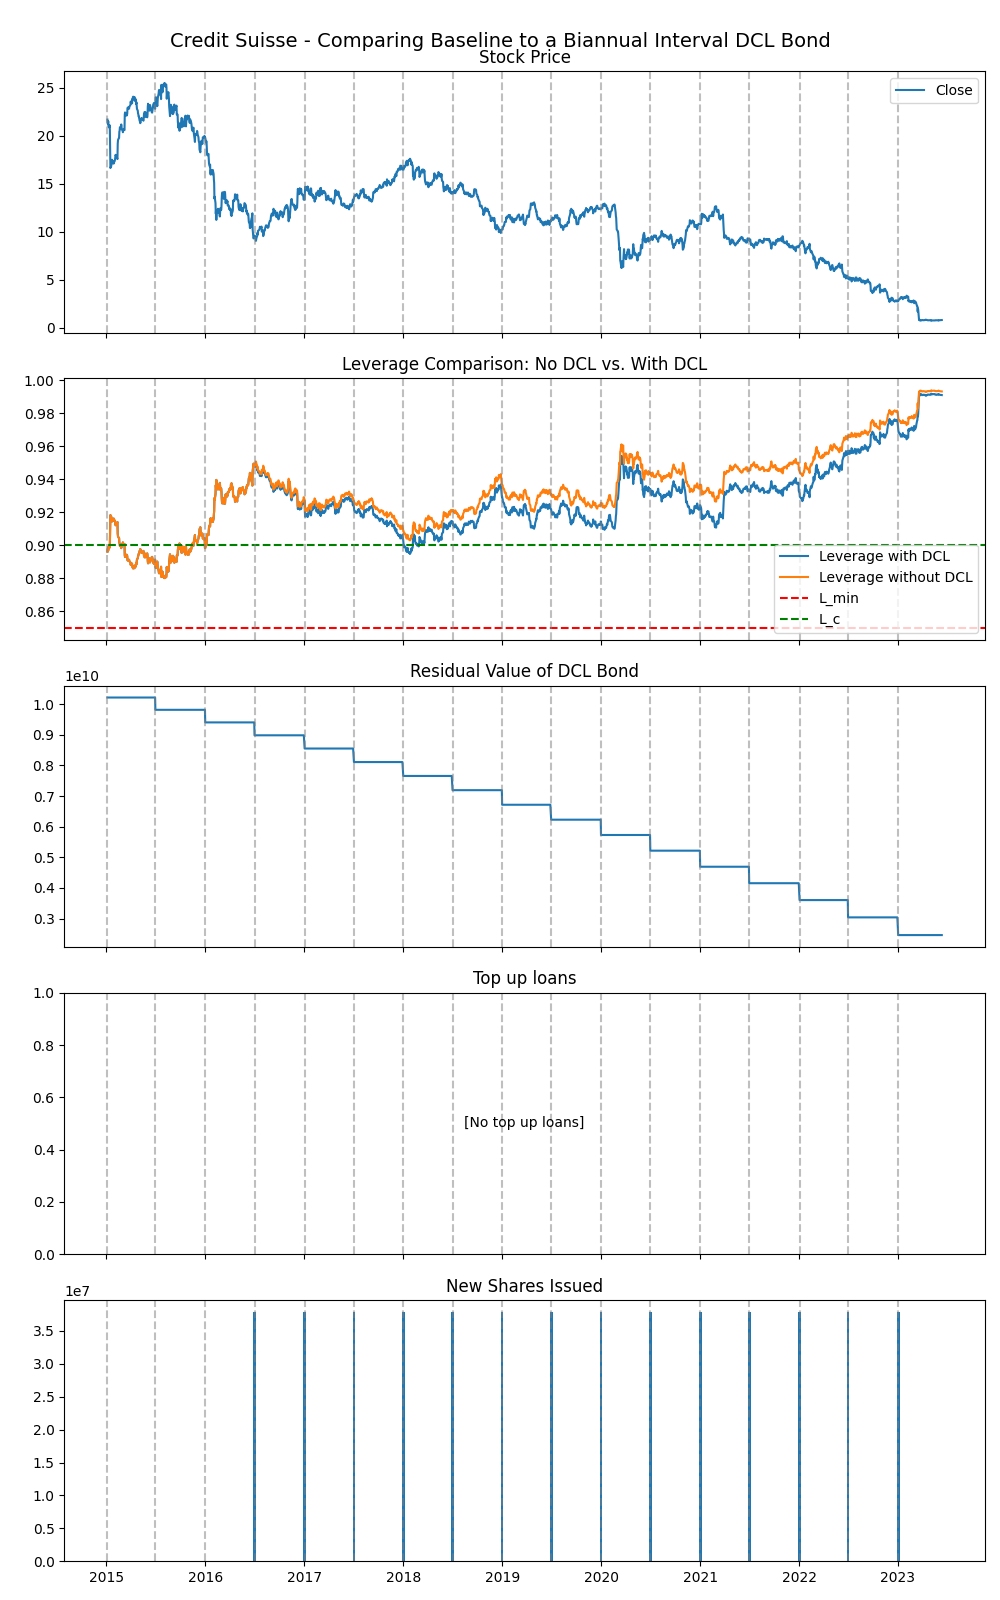 Credit Suisse - Comparing Baseline to a Biannual Interval DCL Bond
Stock Price
25
20
15
10
5
0
Close
Leverage Comparison: No DCL vs. With DCL
1.00
0.98
0.96
0.94
0.92
0.90
0.88
0.86
Leverage with DCL
Leverage without DCL
L_min
L_c
Residual Value of DCL Bond
1e10
1.0
0.9
0.8
0.7
0.6
0.5
0.4
0.3
Top up loans
1.0
0.8
0.6
0.4
0.2
0.0
[No top up loans]
New Shares Issued
1e7
3.5
3.0
2.5
2.0
1.5
1.0
0.5
0.0
2015 2016 2017 2018 2019 2020 2021 2022 2023